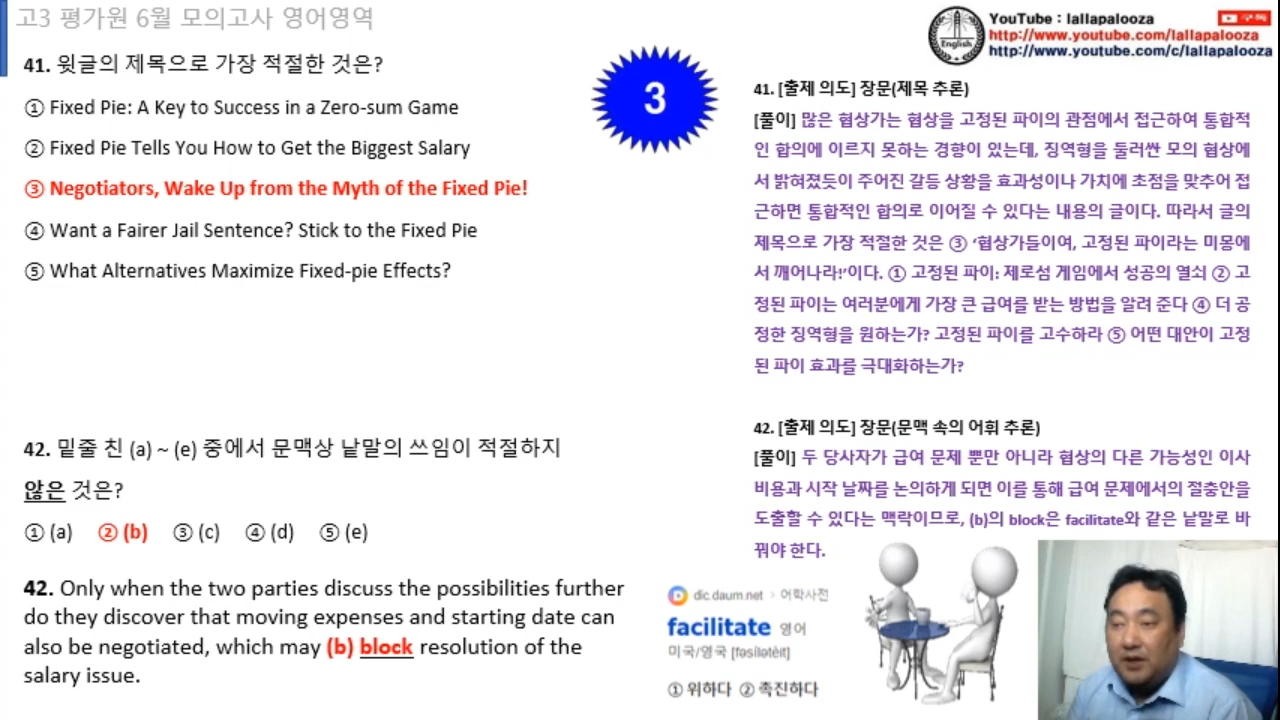 고3 평가원 6월 모의고사 영어영역
YouTube : lallapalooza
구독
http://www.youtube.com/lallapalooza
http://www.youtube.com/c/lallapalooza
English
41. 윗글의 제목으로 가장 적절한 것은?
① Fixed Pie: A Key to Success in a Zero-sum Game
② Fixed Pie Tells You How to Get the Biggest Salary
③ Negotiators, Wake Up from the Myth of the Fixed Pie!
④ Want a Fairer Jail Sentence? Stick to the Fixed Pie
⑤ What Alternatives Maximize Fixed-pie Effects?
3
41. [출제 의도] 장문(제목 추론)
[풀이] 많은 협상가는 협상을 고정된 파이의 관점에서 접근하여 통합적
인 합의에 이르지 못하는 경향이 있는데, 징역형을 둘러싼 모의 협상에
서 밝혀졌듯이 주어진 갈등 상황을 효과성이나 가치에 초점을 맞추어 접
근하면 통합적인 합의로 이어질 수 있다는 내용의 글이다. 따라서 글의
제목으로 가장 적절한 것은 ③ ‘협상가들이여, 고정된 파이라는 미몽에
서 깨어나라!’이다. ① 고정된 파이: 제로섬 게임에서 성공의 열쇠 ② 고
정된 파이는 여러분에게 가장 큰 급여를 받는 방법을 알려 준다 ④ 더 공
정한 징역형을 원하는가? 고정된 파이를 고수하라 ⑤ 어떤 대안이 고정
된 파이 효과를 극대화하는가?
42. 밑줄 친 (a) ~ (e) 중에서 문맥상 낱말의 쓰임이 적절하지
않은 것은?
① (a) ② (b) ③ (c) ④ (d) ⑤ (e)
42. Only when the two parties discuss the possibilities further
do they discover that moving expenses and starting date can
also be negotiated, which may (b) block resolution of the
salary issue.
42. [출제 의도] 장문(문맥 속의 어휘 추론)
[풀이] 두 당사자가 급여 문제 뿐만 아니라 협상의 다른 가능성인 이사
비용과 시작 날짜를 논의하게 되면 이를 통해 급여 문제에서의 절충안을
도출할 수 있다는 맥락이므로, (b)의 block은 facilitate와 같은 낱말로 바
꿔야 한다.
dic.daum.net › 어학사전
facilitate 영어
미국/영국 [fəsílətèit]
① 위하다 ② 촉진하다